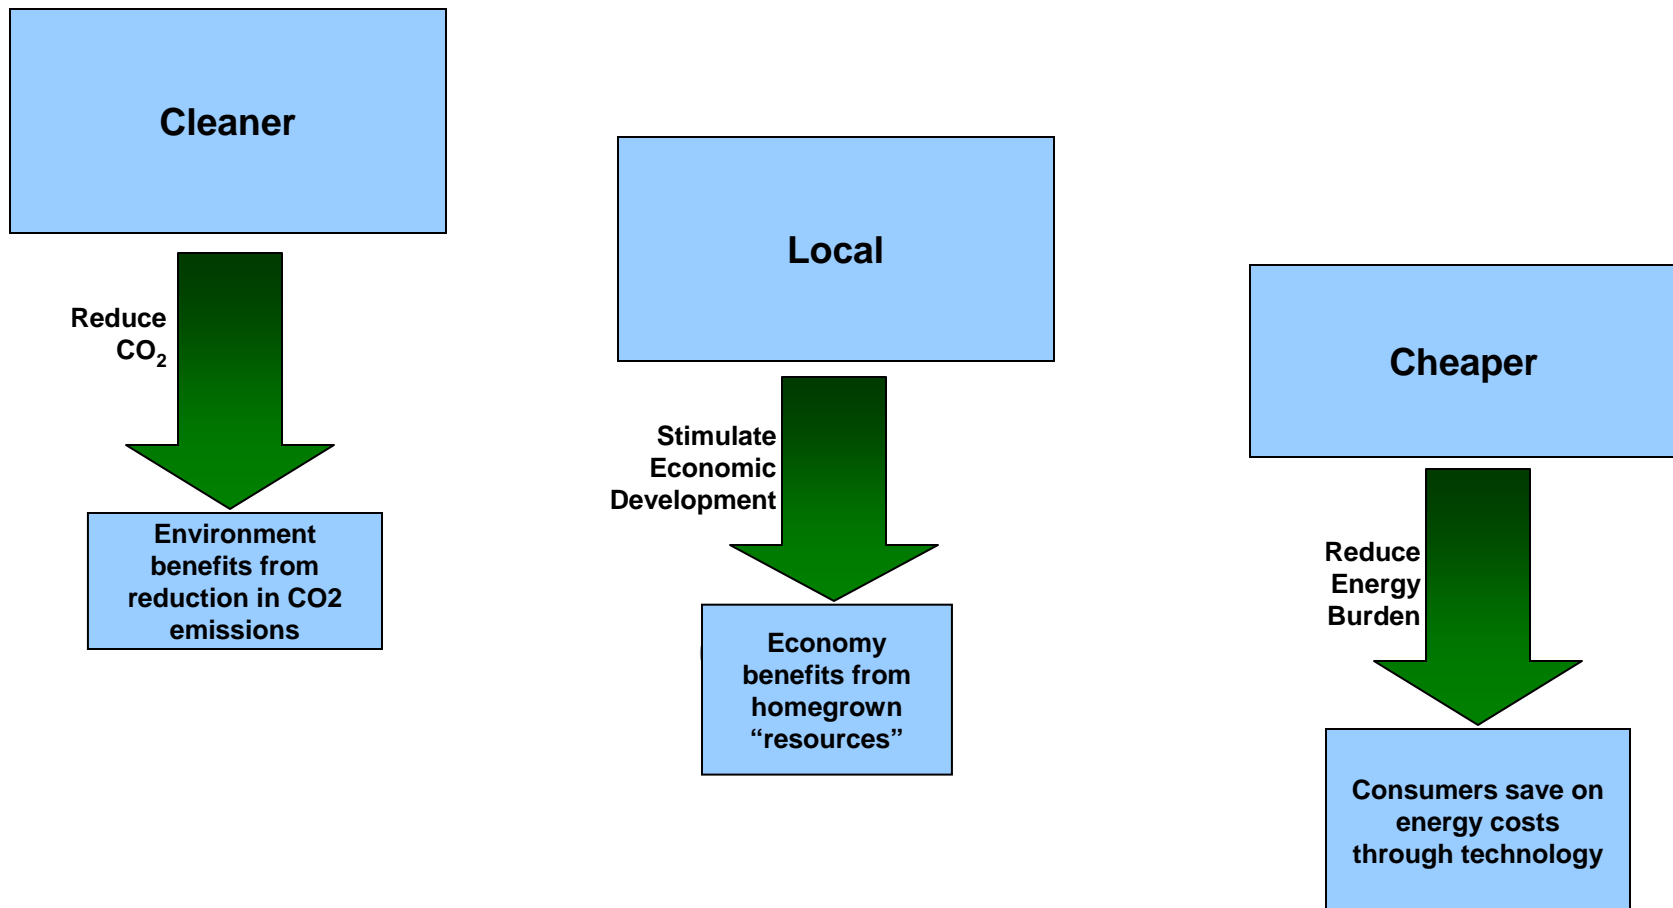 Cleaner
Reduce
CO₂
Environment
benefits from
reduction in CO2
emissions
Local
Stimulate
Economic
Development
Economy
benefits from
homegrown
“resources”
Cheaper
Reduce
Energy
Burden
Consumers save on
energy costs
through technology